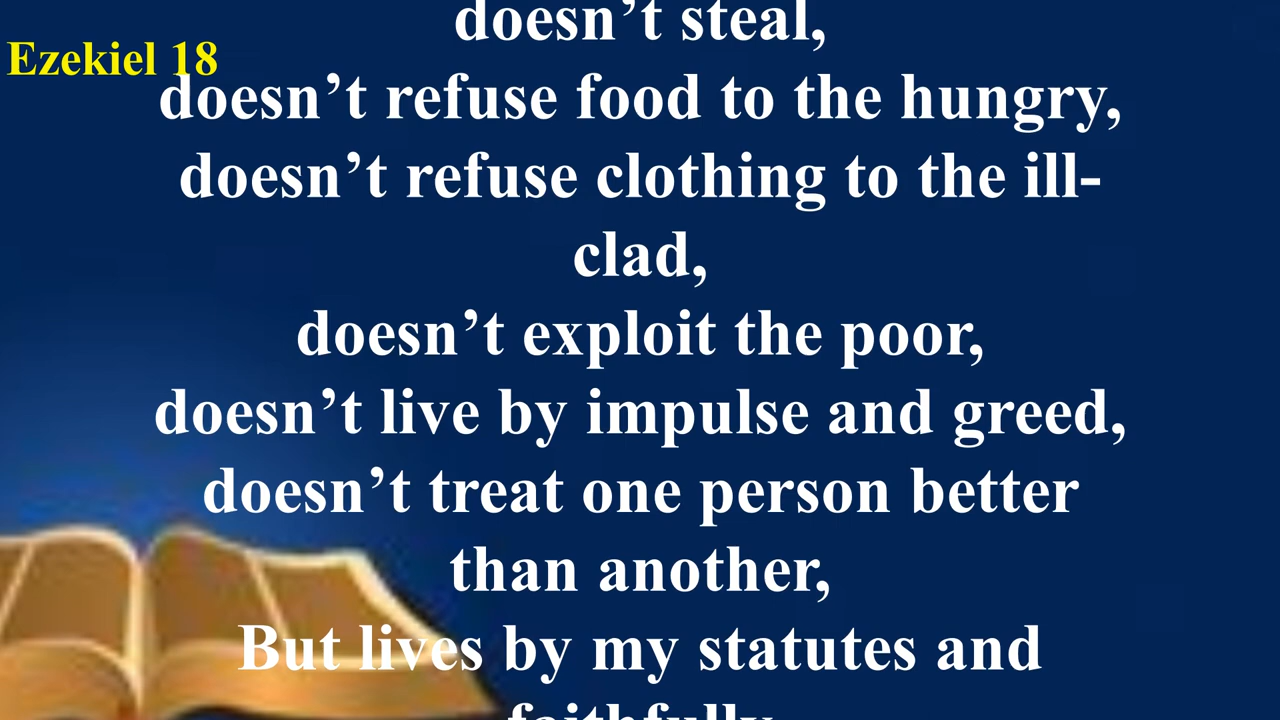 doesn’t steal,
Ezekiel 18
doesn’t refuse food to the hungry,
doesn’t refuse clothing to the ill-
clad,
doesn’t exploit the poor,
doesn’t live by impulse and greed,
doesn’t treat one person better
than another,
But lives by my statutes and
faithfully